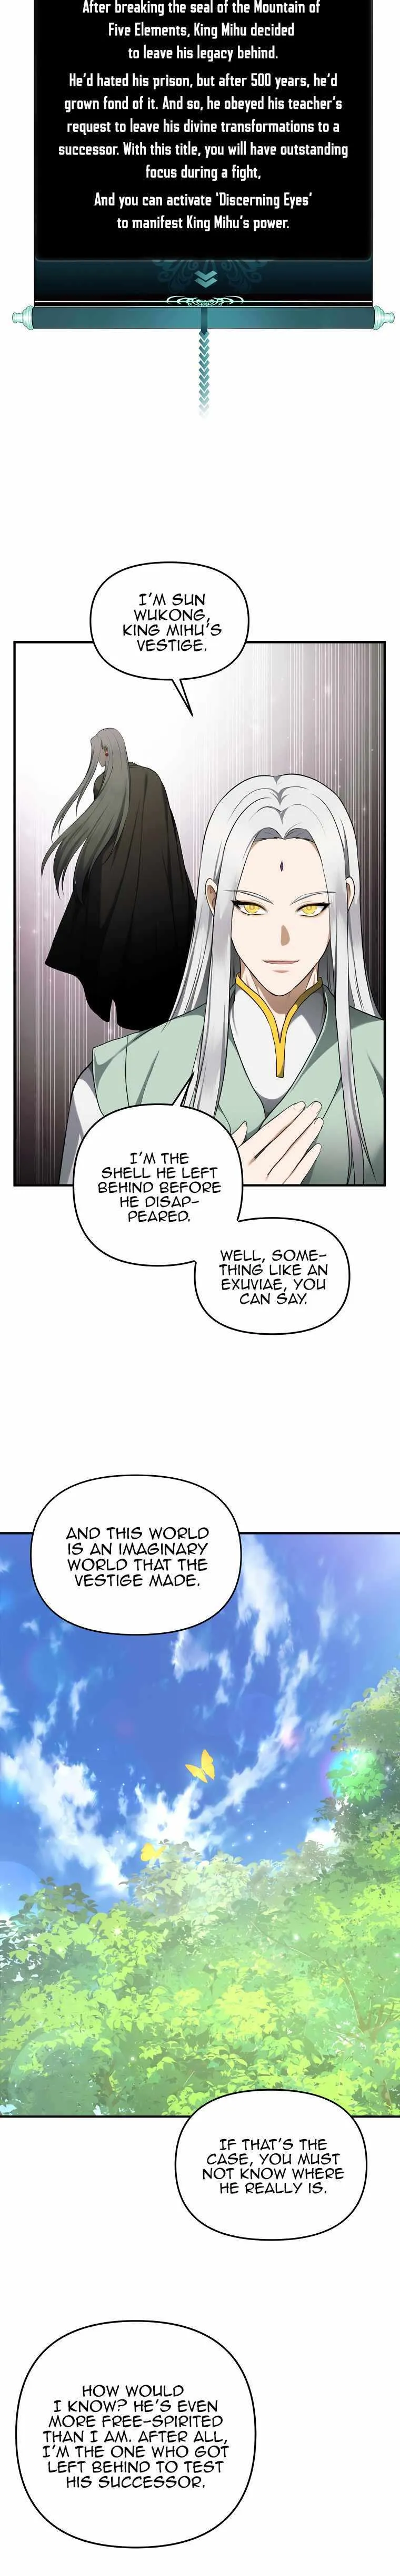 After breaking the seal of the Mountain of
Five Elements, King Mihu decided
to leave his legacy behind.
He'd hated his prison, but after 500 years, he'd
grown fond of it. And so, he obeyed his teacher's
request to leave his divine transformations to a
successor. With this title, you will have outstanding
focus during a fight,
And you can activate 'Discerning Eyes'
to manifest King Mihu's power.
I'M SUN
WUKONG,
KING MIHU'S
VESTIGE.
I'M THE
SHELL HE LEFT
BEHIND BEFORE
HE DISAP-
PEARED.
WELL, SOME-
THING LIKE AN
EXUVIAE, YOU
CAN SAY.
AND THIS WORLD
IS AN IMAGINARY
WORLD THAT THE
VESTIGE MADE.
IF THAT'S THE
CASE, YOU MUST
NOT KNOW WHERE
HE REALLY IS.
HOW WOULD
I KNOW? HE'S EVEN
MORE FREE-SPIRITED
THAN I AM. AFTER ALL,
I'M THE ONE WHO GOT
LEFT BEHIND TO TEST
HIS SUCCESSOR.